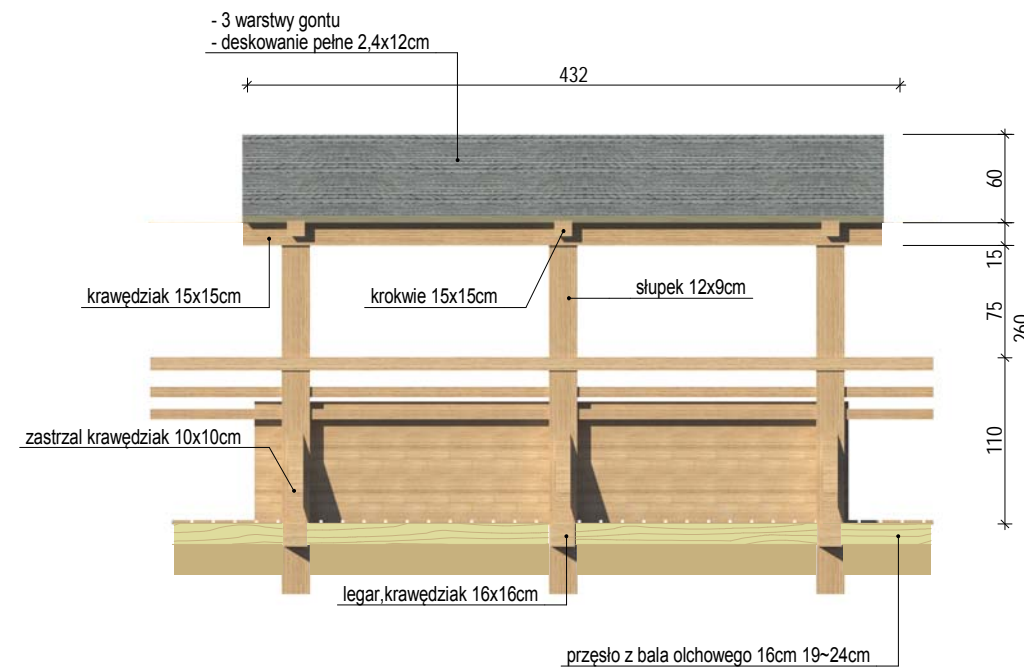 - 3 warstwy gontu
- deskowanie pełne 2,4x12cm
432
60
krawędziak 15x15cm
krokwie 15x15cm
słupek 12x9cm
15
75
260
zastrzal krawędziak 10x10cm
110
legar,krawędziak 16x16cm
przęsło z bala olchowego 16cm 19~24cm